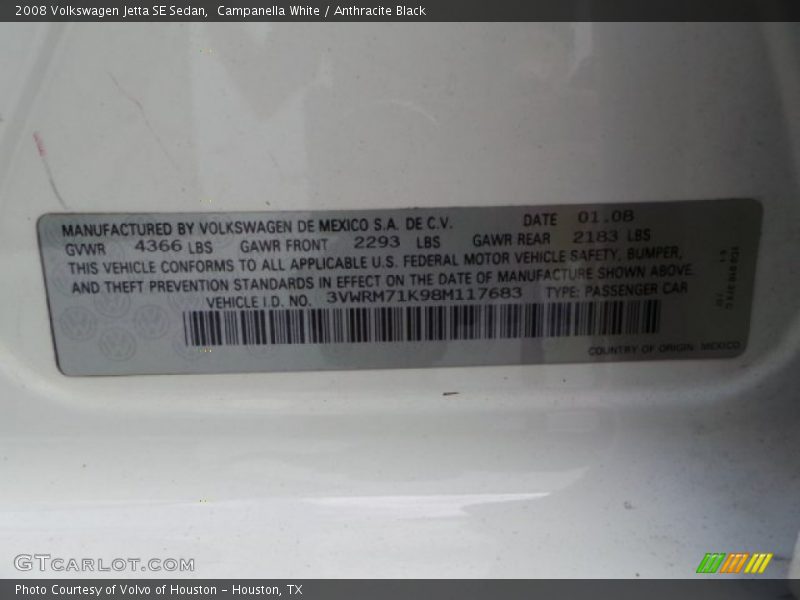 2008 Volkswagen Jetta SE Sedan, Campanella White / Anthracite Black
MANUFACTURED BY VOLKSWAGEN DE MEXICO S.A. DE C.V. DATE 01.08
GVWR 4366 LBS GAWR FRONT 2293 LBS GAWR REAR 2183 LBS
THIS VEHICLE CONFORMS TO ALL APPLICABLE U.S. FEDERAL MOTOR VEHICLE SAFETY, BUMPER,
AND THEFT PREVENTION STANDARDS IN EFFECT ON THE DATE OF MANUFACTURE SHOWN ABOVE.
VEHICLE I.D. NO. 3VWRM71K98M117683 TYPE: PASSENGER CAR
COUNTRY OF ORIGIN: MEXICO
GTCARLOT.COM
Photo Courtesy of Volvo of Houston – Houston, TX